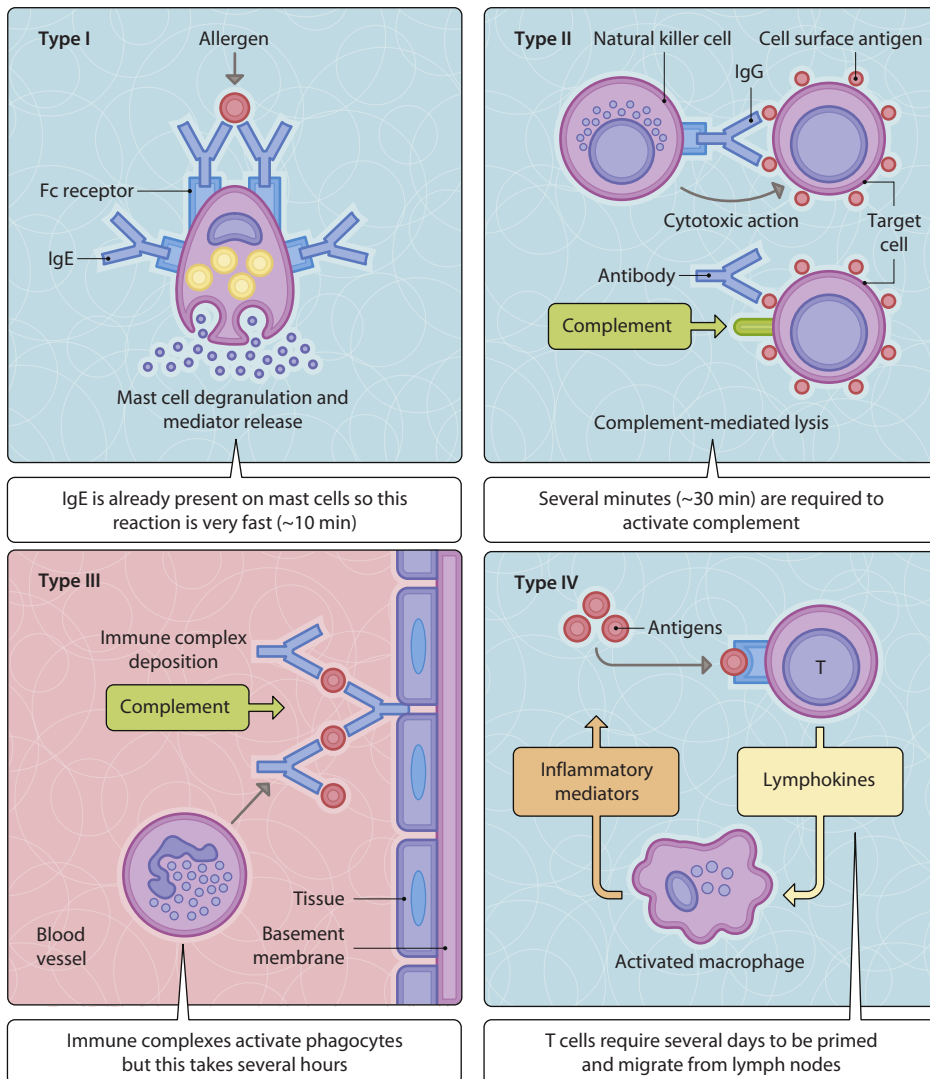 Type I
Allergen
Fc receptor
IgE
Mast cell degranulation and
mediator release
IgE is already present on mast cells so this
reaction is very fast (~10 min)
Type II
Natural killer cell
Cell surface antigen
IgG
Cytotoxic action
Target
cell
Antibody
Complement
Complement-mediated lysis
Several minutes (~30 min) are required to
activate complement
Type III
Immune complex
deposition
Complement
Tissue
Basement
membrane
Blood
vessel
Immune complexes activate phagocytes
but this takes several hours
Type IV
Antigens
T
Inflammatory
mediators
Lymphokines
Activated macrophage
T cells require several days to be primed
and migrate from lymph nodes